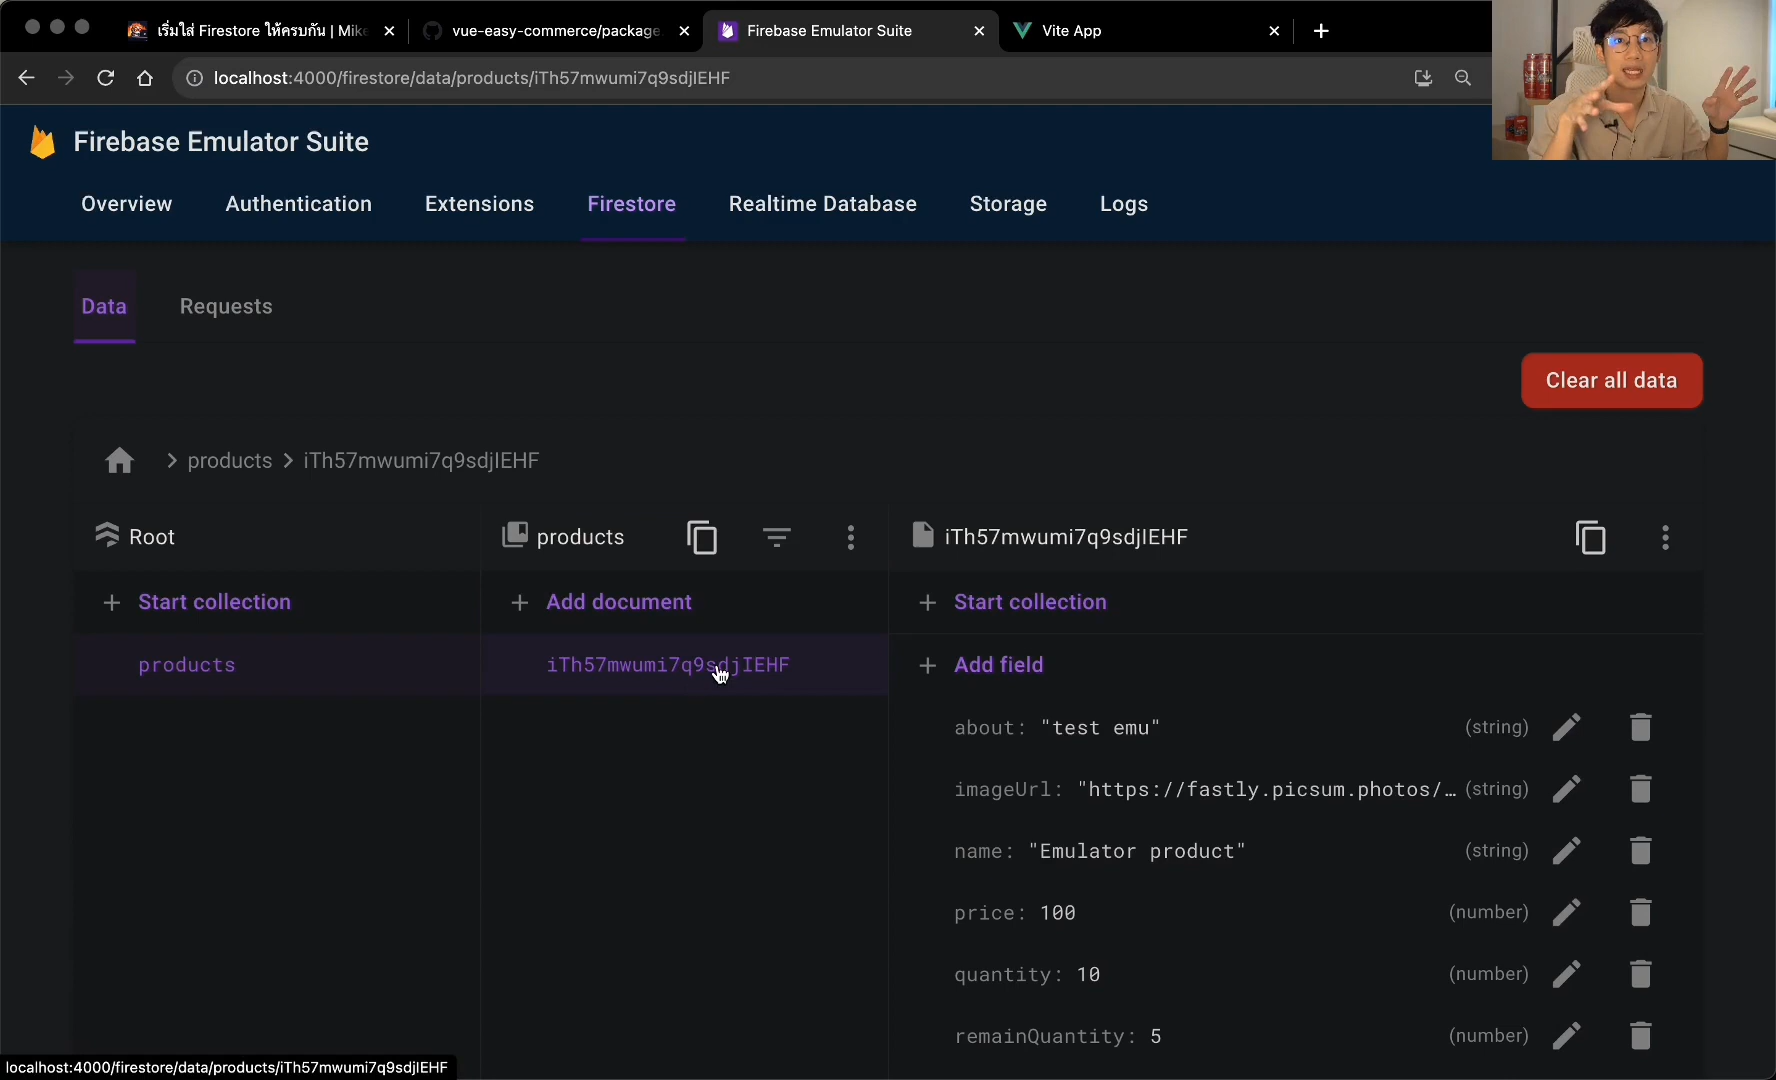 เริ่มใส่ Firestore ให้ครบกัน | Mike
vue-easy-commerce/package.
Firebase Emulator Suite
Vite App
localhost:4000/firestore/data/products/iTh57mwumi7q9sdjIEHF
Firebase Emulator Suite
Overview
Authentication
Extensions
Firestore
Realtime Database
Storage
Logs
Data
Requests
Clear all data
products
iTh57mwumi7q9sdjIEHF
Root
products
iTh57mwumi7q9sdjIEHF
Start collection
Add document
Start collection
products
iTh57mwumi7q9sdjIEHF
Add field
about: "test emu" (string)
imageUrl: "https://fastly.picsum.photos/… (string)
name: "Emulator product" (string)
price: 100 (number)
quantity: 10 (number)
remainQuantity: 5 (number)
localhost:4000/firestore/data/products/iTh57mwumi7q9sdjIEHF